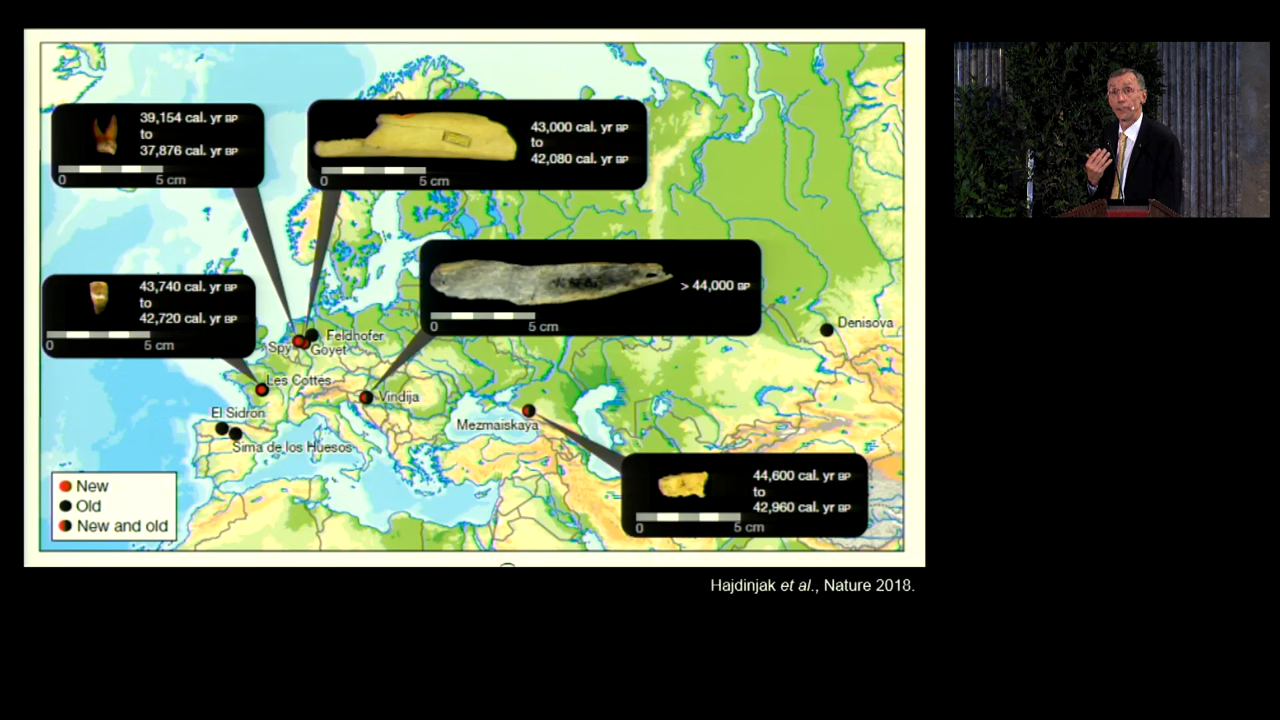 39,154 cal. yr BP
to
37,876 cal. yr BP
0 5 cm
43,000 cal. yr BP
to
42,080 cal. yr BP
0 5 cm
43,740 cal. yr BP
to
42,720 cal. yr BP
0 5 cm
> 44,000 BP
0 5 cm
Denisova
Feldhofer
Spy
Goyet
Les Cottes
Vindija
El Sidron
Mezmaiskaya
Sima de los Huesos
44,600 cal. yr BP
to
42,960 cal. yr BP
0 5 cm
New
Old
New and old
Hajdinjak et al., Nature 2018.